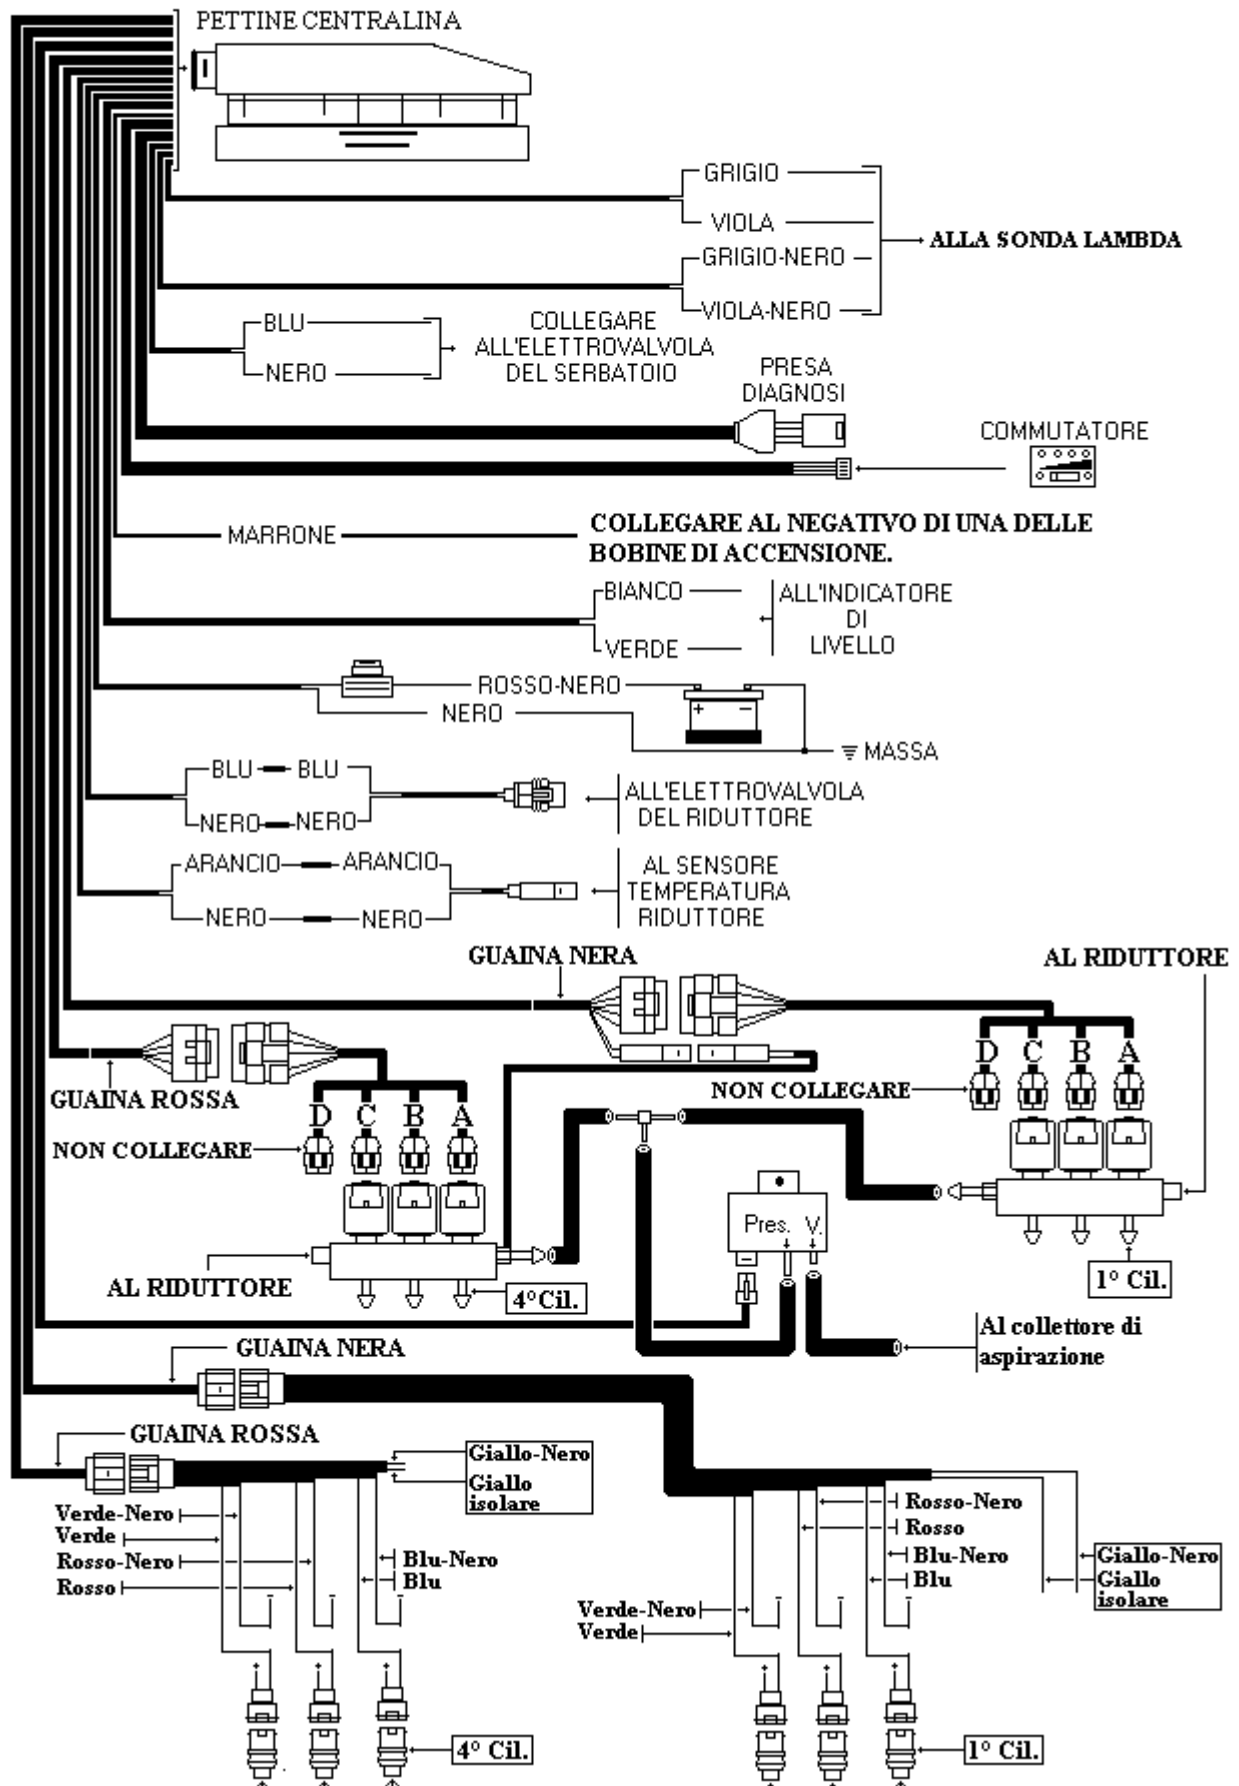 PETTINE CENTRALINA
GRIGIO
VIOLA
ALLA SONDA LAMBDA
GRIGIO-NERO
VIOLA-NERO
BLU
NERO
COLLEGARE
ALL'ELETTROVALVOLA
DEL SERBATOIO
PRESA
DIAGNOSI
COMMUTATORE
MARRONE
COLLEGARE AL NEGATIVO DI UNA DELLE
BOBINE DI ACCENSIONE.
BIANCO
VERDE
ALL'INDICATORE
DI
LIVELLO
ROSSO-NERO
NERO
+ -
MASSA
BLU BLU
NERO NERO
ALL'ELETTROVALVOLA
DEL RIDUTTORE
ARANCIO ARANCIO
NERO NERO
AL SENSORE
TEMPERATURA
RIDUTTORE
GUAINA NERA
AL RIDUTTORE
D C B A
NON COLLEGARE
GUAINA ROSSA
D C B A
NON COLLEGARE
Pres. V.
AL RIDUTTORE
4°Cil.
1° Cil.
Al collettore di
aspirazione
GUAINA NERA
GUAINA ROSSA
Giallo-Nero
Giallo
isolare
Verde-Nero
Verde
Rosso-Nero
Rosso
Blu-Nero
Blu
Rosso-Nero
Rosso
Blu-Nero
Blu
Giallo-Nero
Giallo
isolare
Verde-Nero
Verde
- - -
- - -
+ + +
+ + +
4° Cil.
1° Cil.